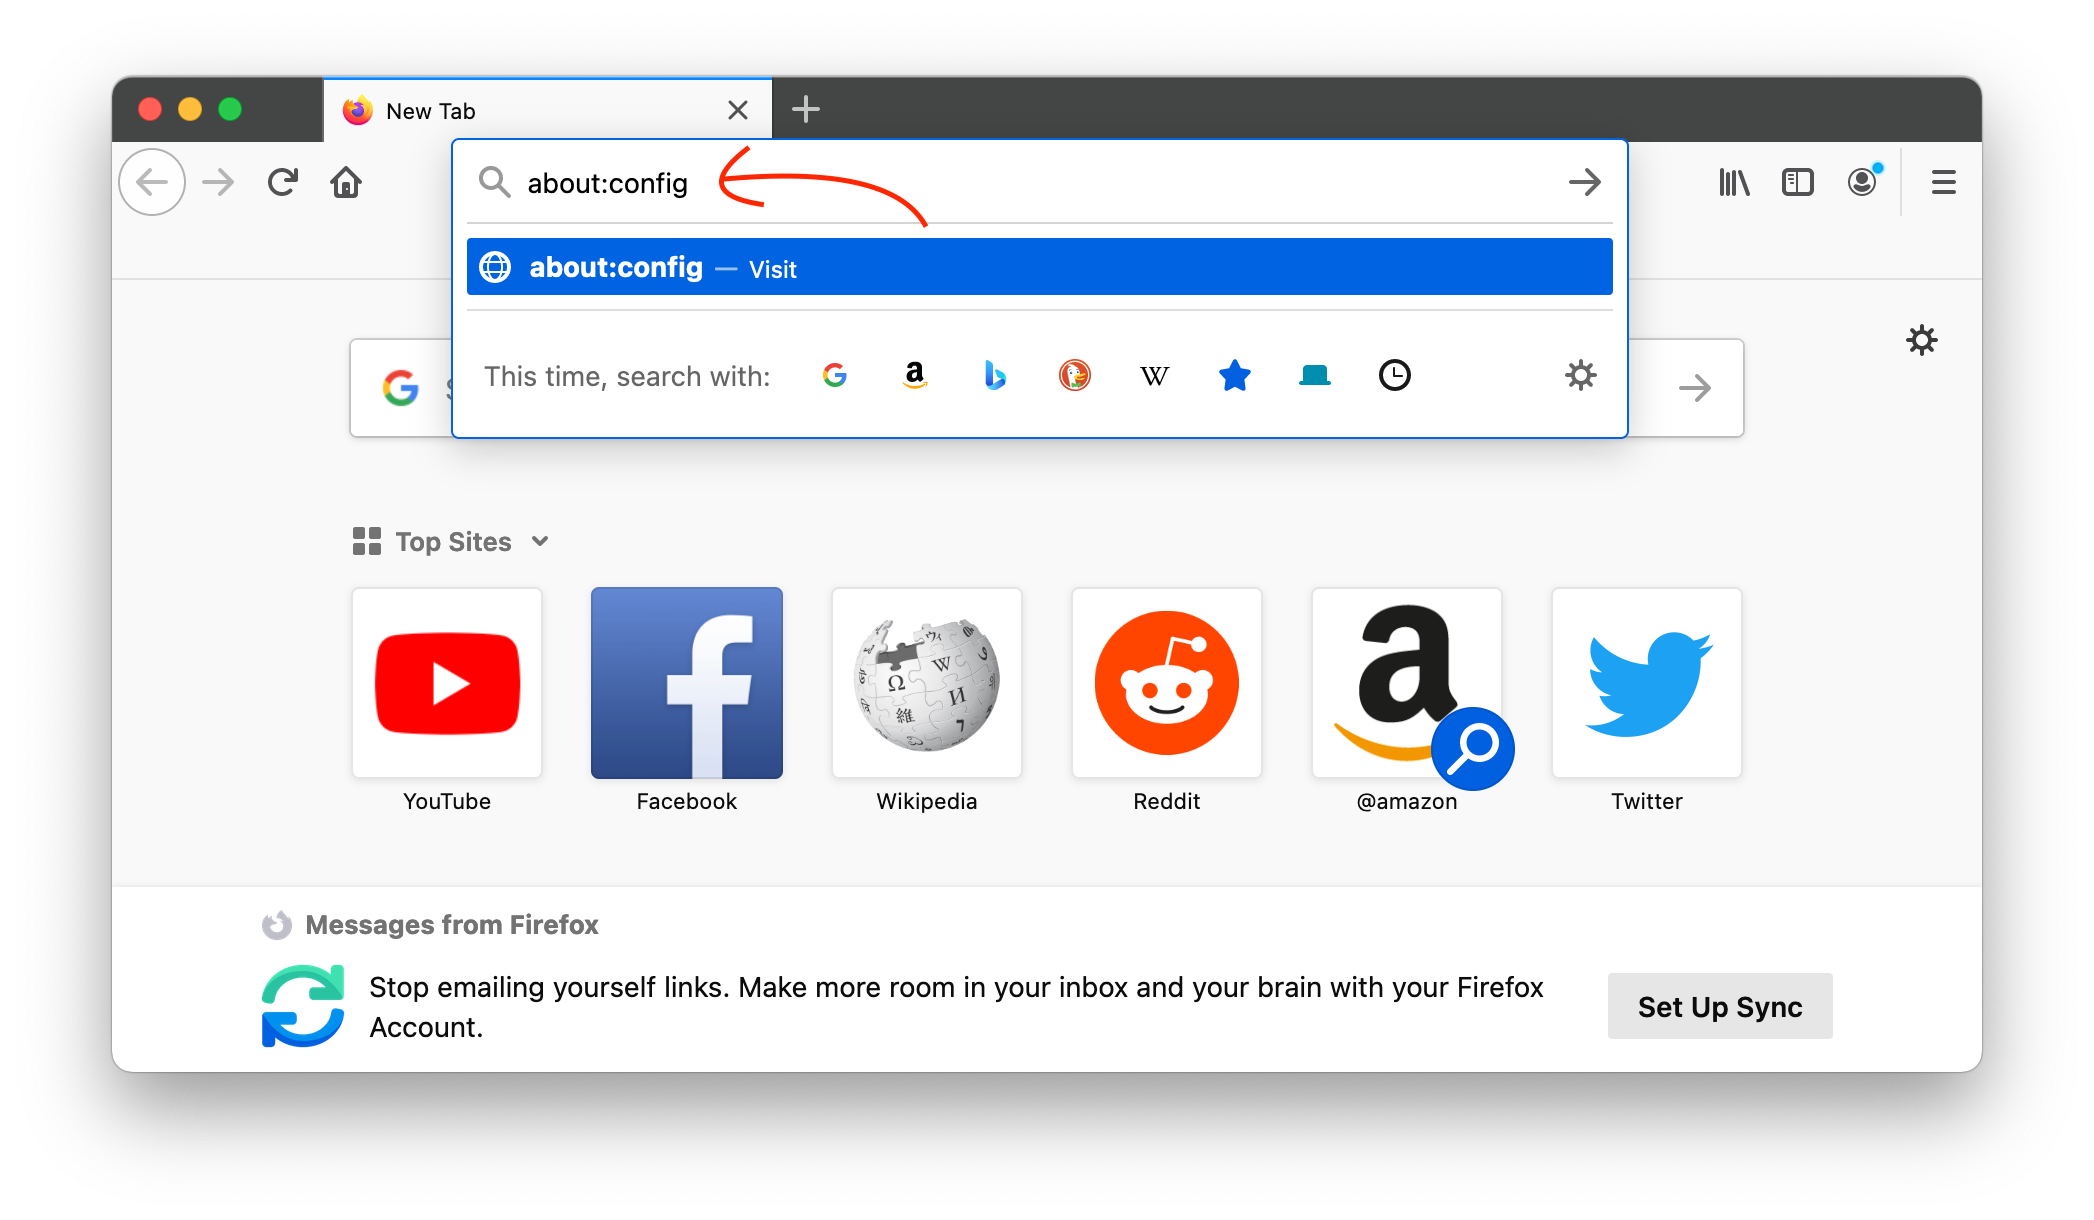 New Tab
about:config
about:config — Visit
This time, search with:
Top Sites
YouTube
Facebook
Wikipedia
Reddit
@amazon
Twitter
Messages from Firefox
Stop emailing yourself links. Make more room in your inbox and your brain with your Firefox
Account.
Set Up Sync